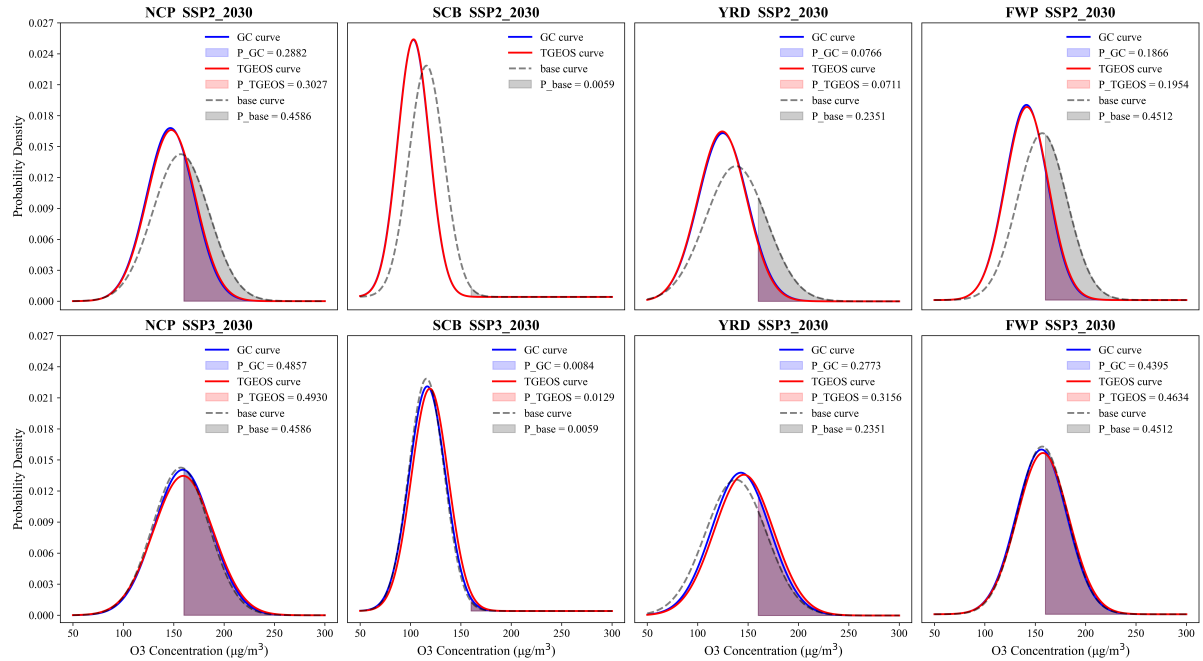 NCP SSP2_2030
SCB SSP2_2030
YRD SSP2_2030
FWP SSP2_2030
Probability Density
0.027
0.024
0.021
0.018
0.015
0.012
0.009
0.006
0.003
0.000
GC curve
P_GC = 0.2882
TGEOS curve
P_TGEOS = 0.3027
base curve
P_base = 0.4586
GC curve
TGEOS curve
base curve
P_base = 0.0059
GC curve
P_GC = 0.0766
TGEOS curve
P_TGEOS = 0.0711
base curve
P_base = 0.2351
GC curve
P_GC = 0.1866
TGEOS curve
P_TGEOS = 0.1954
base curve
P_base = 0.4512
NCP SSP3_2030
SCB SSP3_2030
YRD SSP3_2030
FWP SSP3_2030
Probability Density
0.027
0.024
0.021
0.018
0.015
0.012
0.009
0.006
0.003
0.000
GC curve
P_GC = 0.4857
TGEOS curve
P_TGEOS = 0.4930
base curve
P_base = 0.4586
GC curve
P_GC = 0.0084
TGEOS curve
P_TGEOS = 0.0129
base curve
P_base = 0.0059
GC curve
P_GC = 0.2773
TGEOS curve
P_TGEOS = 0.3156
base curve
P_base = 0.2351
GC curve
P_GC = 0.4395
TGEOS curve
P_TGEOS = 0.4634
base curve
P_base = 0.4512
50 100 150 200 250 300
50 100 150 200 250 300
50 100 150 200 250 300
50 100 150 200 250 300
O3 Concentration (μg/m³)
O3 Concentration (μg/m³)
O3 Concentration (μg/m³)
O3 Concentration (μg/m³)